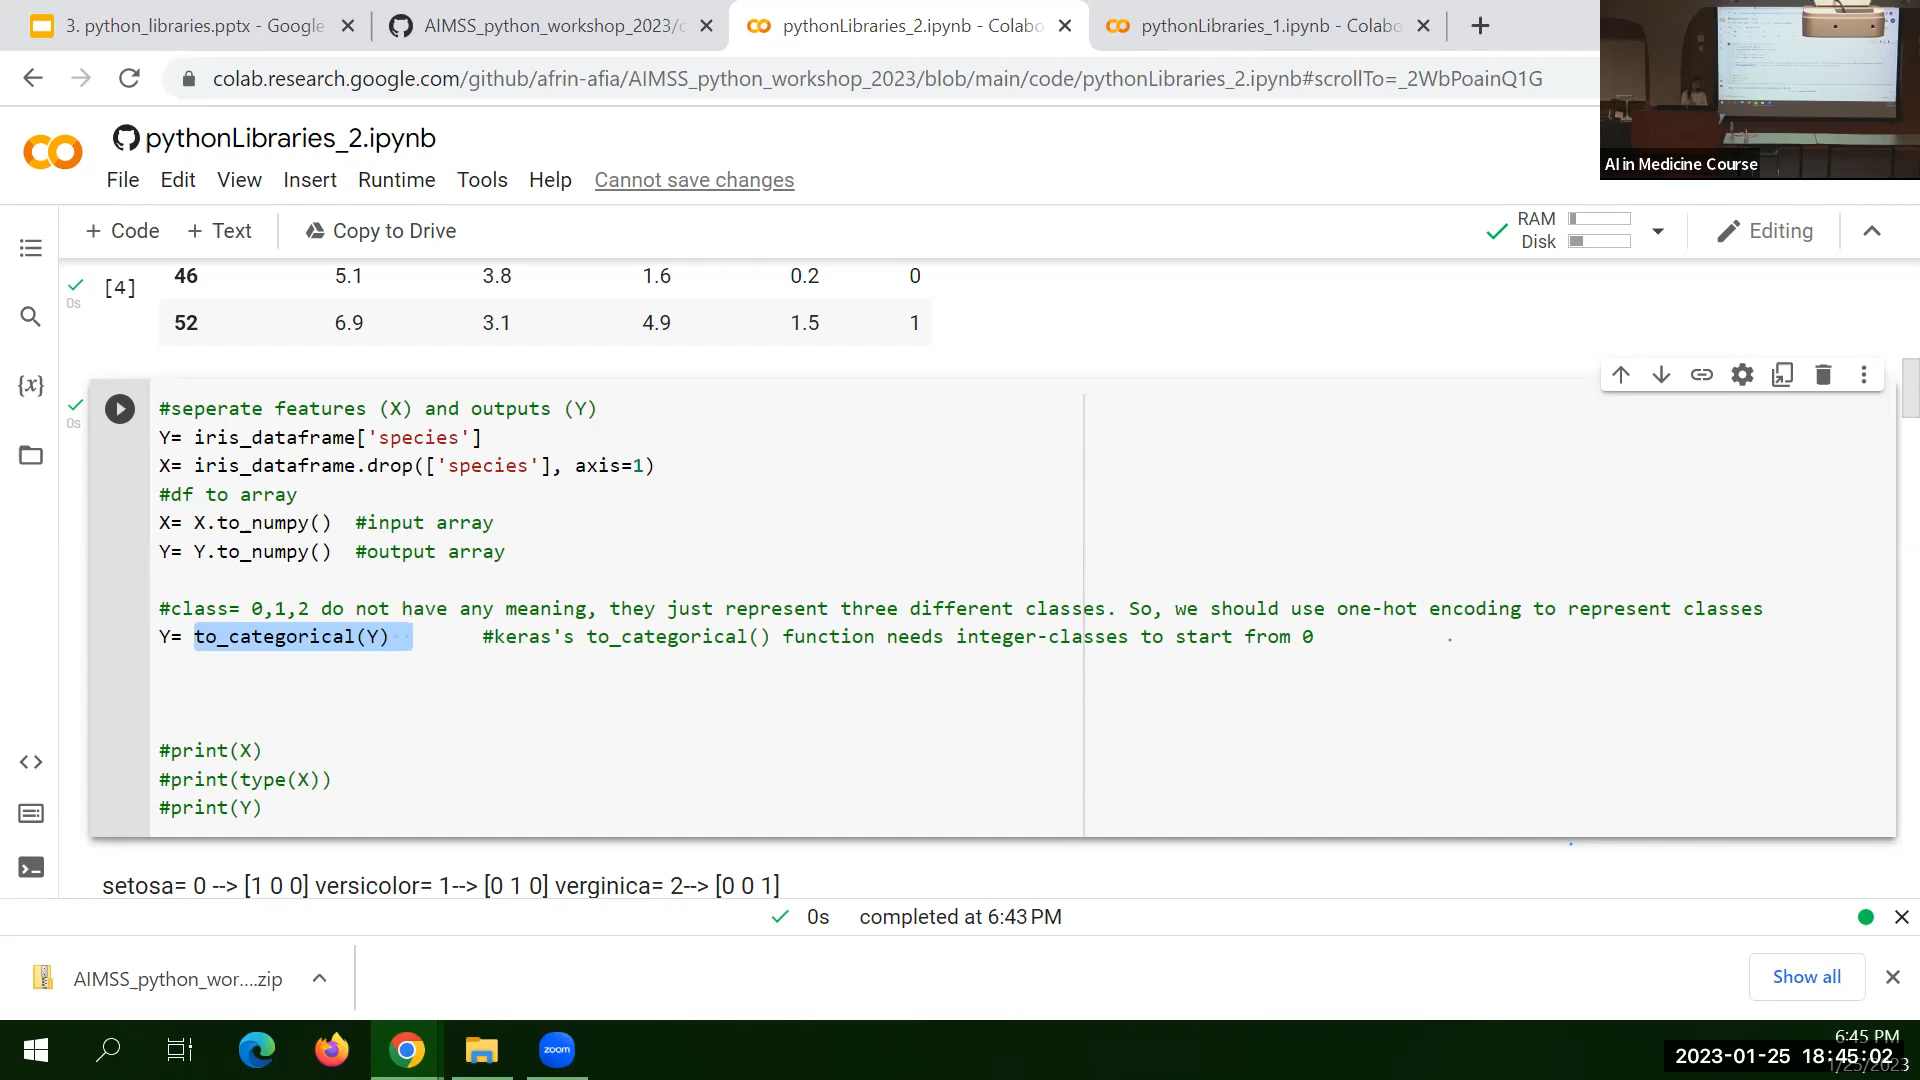 3. python_libraries.pptx - Google
AIMSS_python_workshop_2023/c
pythonLibraries_2.ipynb - Colabo
pythonLibraries_1.ipynb - Colabo
colab.research.google.com/github/afrin-afia/AIMSS_python_workshop_2023/blob/main/code/pythonLibraries_2.ipynb#scrollTo=_2WbPoainQ1G
AI in Medicine Course
pythonLibraries_2.ipynb
File Edit View Insert Runtime Tools Help Cannot save changes
+ Code + Text Copy to Drive
RAM
Disk
Editing
[4]
0s
46 5.1 3.8 1.6 0.2 0
52 6.9 3.1 4.9 1.5 1
{x}
0s
#seperate features (X) and outputs (Y)
Y= iris_dataframe['species']
X= iris_dataframe.drop(['species'], axis=1)
#df to array
X= X.to_numpy()  #input array
Y= Y.to_numpy()  #output array
#class= 0,1,2 do not have any meaning, they just represent three different classes. So, we should use one-hot encoding to represent classes
Y= to_categorical(Y)        #keras's to_categorical() function needs integer-classes to start from 0
#print(X)
#print(type(X))
#print(Y)
setosa= 0 --> [1 0 0] versicolor= 1--> [0 1 0] verginica= 2--> [0 0 1]
0s completed at 6:43 PM
AIMSS_python_wor....zip
Show all
zoom
6:45 PM
2023-01-25 18:45:02
1/25/2023